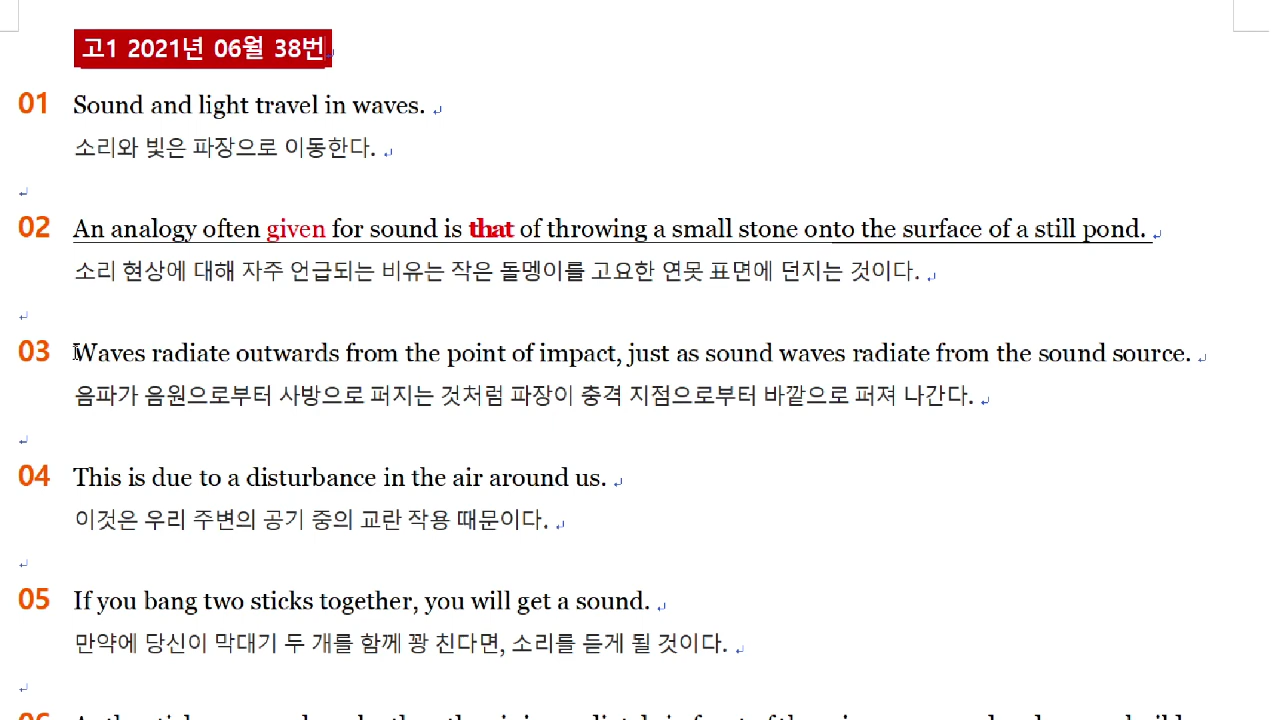 고1 2021년 06월 38번
01 Sound and light travel in waves.
소리와 빛은 파장으로 이동한다.
02 An analogy often given for sound is that of throwing a small stone onto the surface of a still pond.
소리 현상에 대해 자주 언급되는 비유는 작은 돌멩이를 고요한 연못 표면에 던지는 것이다.
03 Waves radiate outwards from the point of impact, just as sound waves radiate from the sound source.
음파가 음원으로부터 사방으로 퍼지는 것처럼 파장이 충격 지점으로부터 바깥으로 퍼져 나간다.
04 This is due to a disturbance in the air around us.
이것은 우리 주변의 공기 중의 교란 작용 때문이다.
05 If you bang two sticks together, you will get a sound.
만약에 당신이 막대기 두 개를 함께 꽝 친다면, 소리를 듣게 될 것이다.